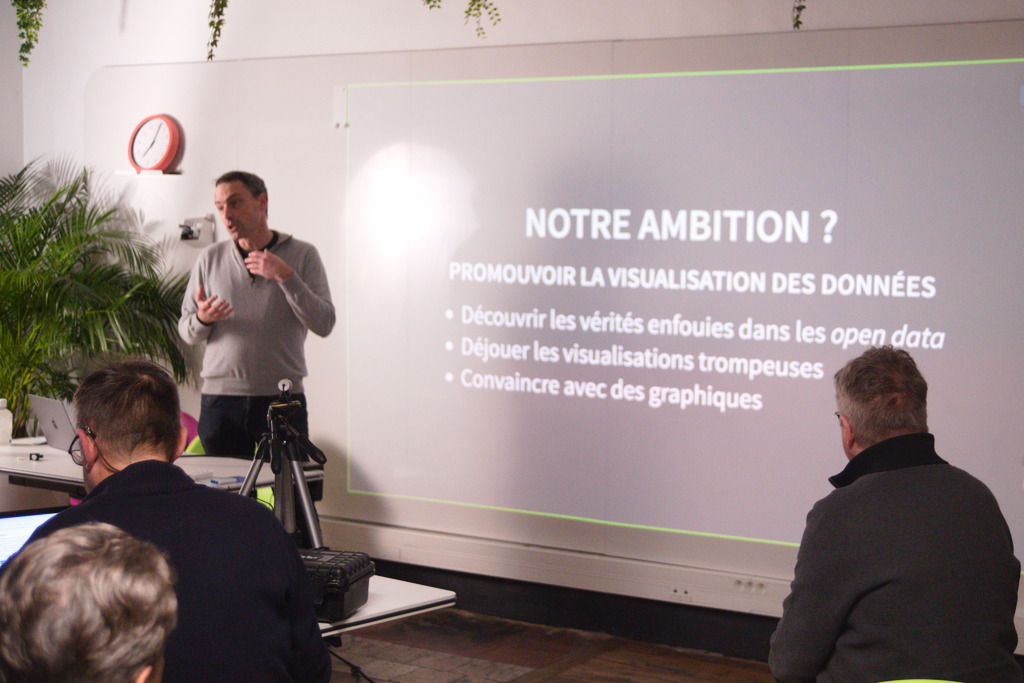 NOTRE AMBITION ?
PROMOUVOIR LA VISUALISATION DES DONNÉES
• Découvrir les vérités enfouies dans les open data
• Déjouer les visualisations trompeuses
• Convaincre avec des graphiques